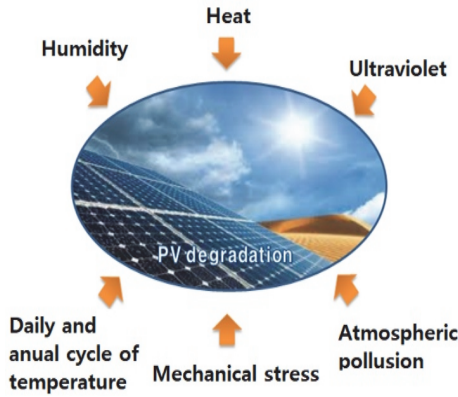 Heat
Humidity
Ultraviolet
PV degradation
Daily and
anual cycle of
temperature
Mechanical stress
Atmospheric
pollusion